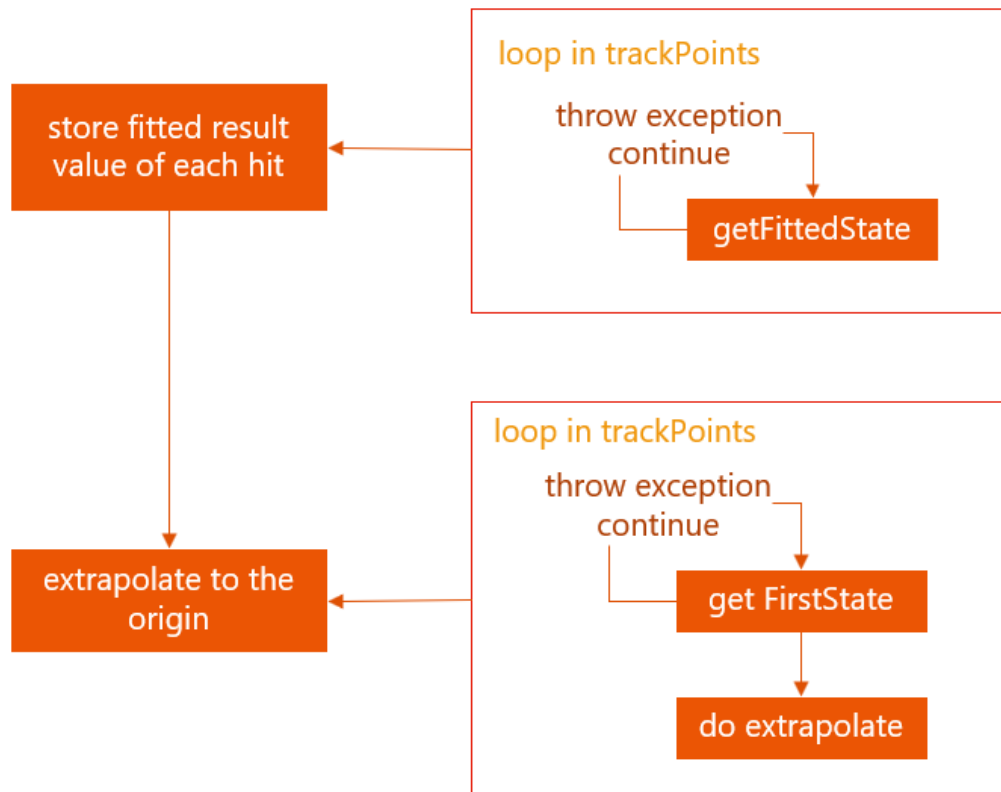 loop in trackPoints
store fitted result
value of each hit
throw exception
continue
getFittedState
loop in trackPoints
throw exception
continue
extrapolate to the
origin
get FirstState
do extrapolate